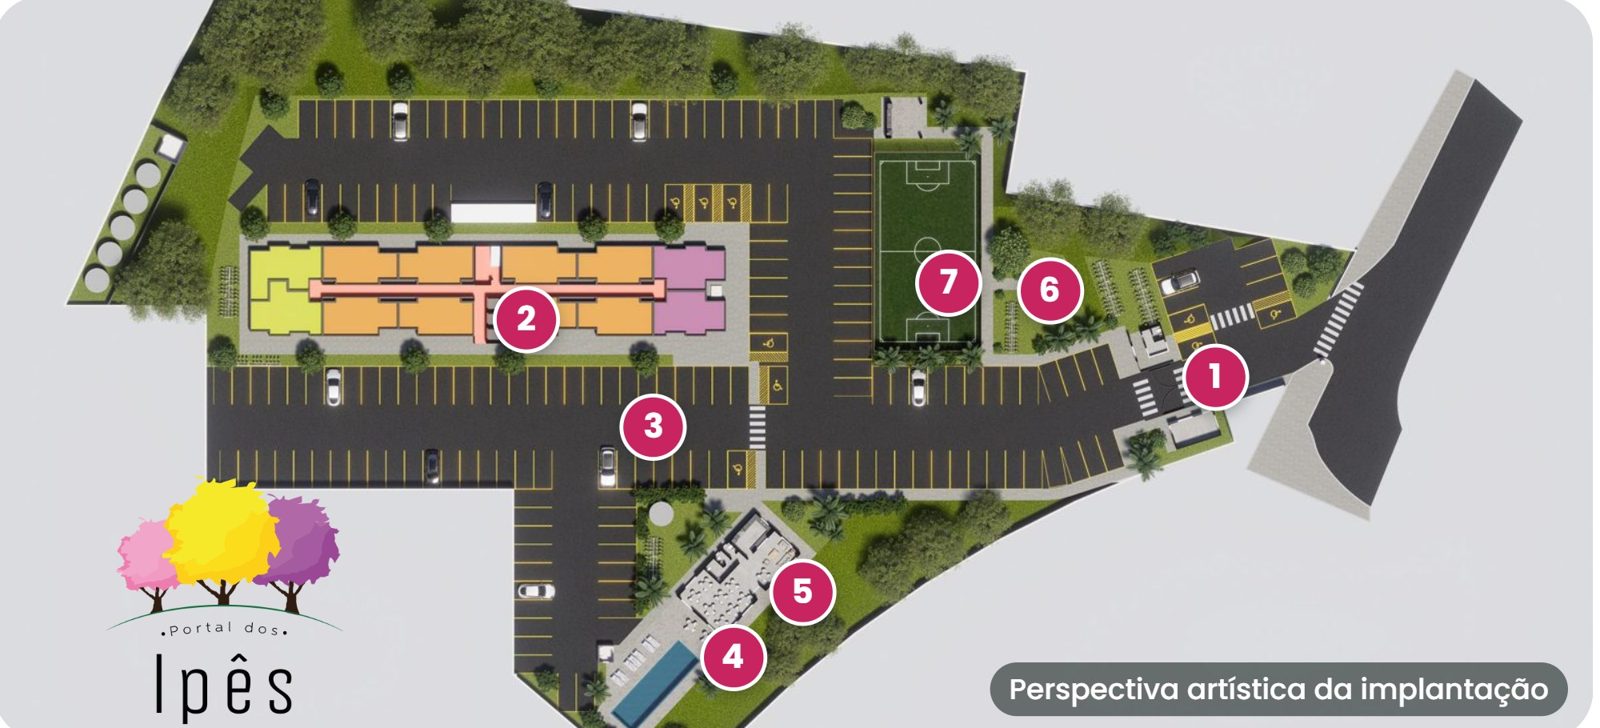 7
6
2
1
3
5
4
•Portal dos•
Ipês
Perspectiva artística da implantação